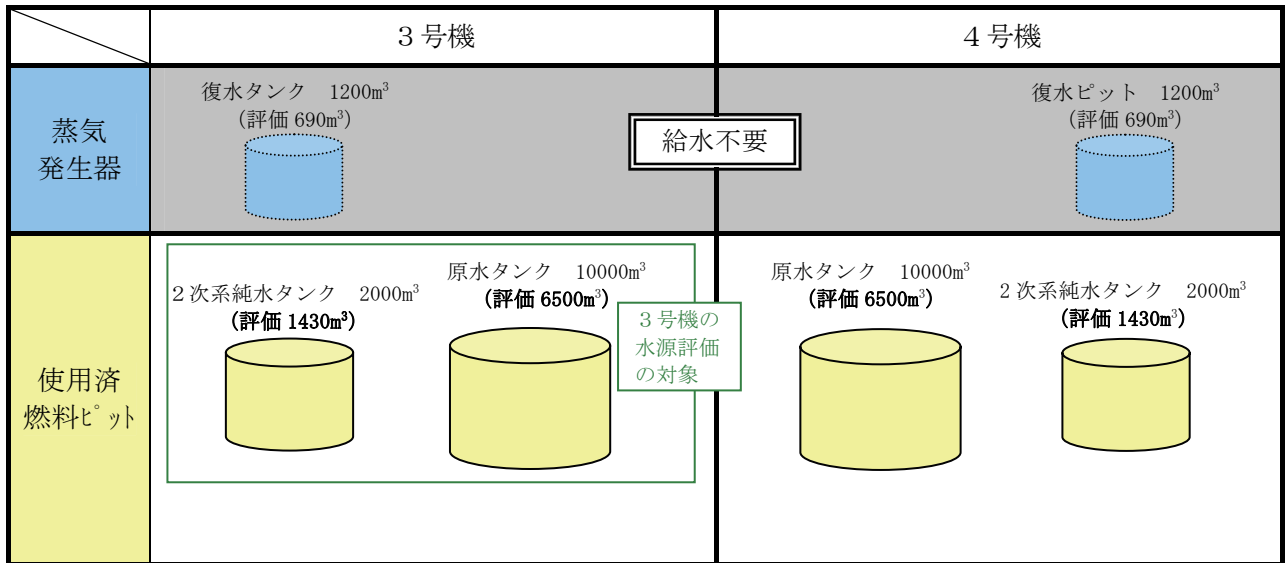 ３号機
４号機
蒸気
発生器
復水タンク　1200m³
(評価 690m³)
給水不要
復水ピット　1200m³
(評価 690m³)
使用済
燃料ﾋﾟｯﾄ
２次系純水タンク　2000m³
(評価 1430m³)
原水タンク　10000m³
(評価 6500m³)
３号機の
水源評価
の対象
原水タンク　10000m³
(評価 6500m³)
２次系純水タンク　2000m³
(評価 1430m³)